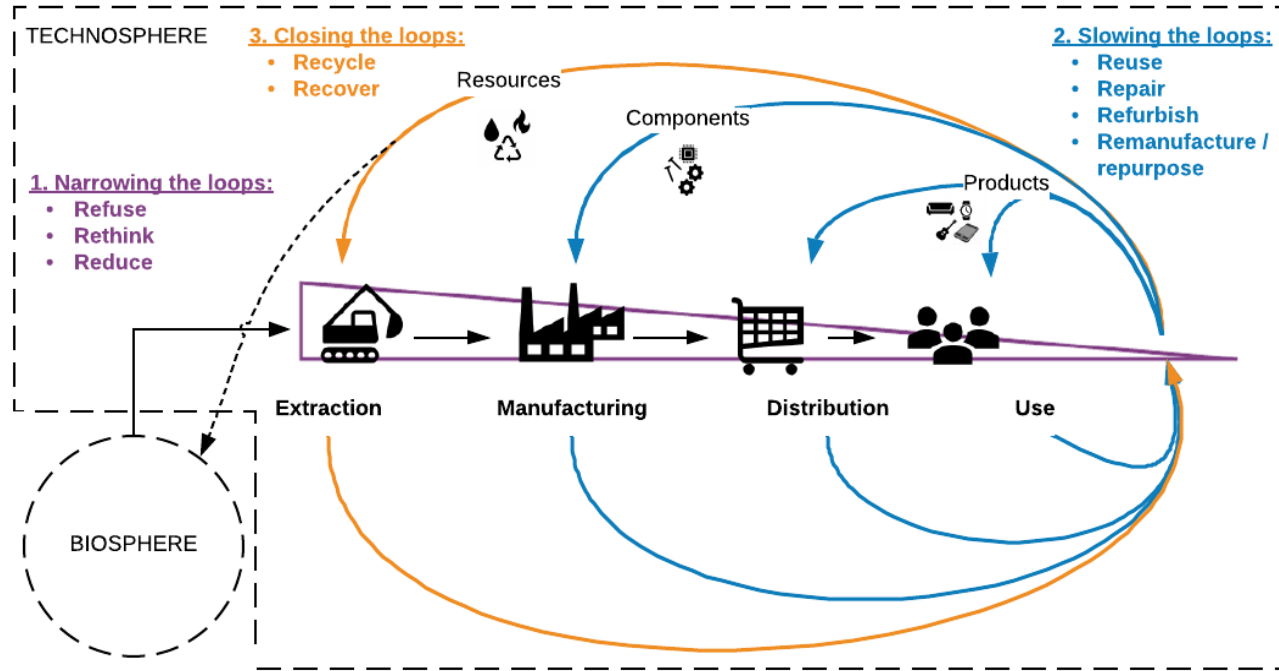 TECHNOSPHERE
3. Closing the loops:
• Recycle
• Recover
2. Slowing the loops:
• Reuse
• Repair
• Refurbish
• Remanufacture /
repurpose
Resources
Components
Products
1. Narrowing the loops:
• Refuse
• Rethink
• Reduce
Extraction
Manufacturing
Distribution
Use
BIOSPHERE